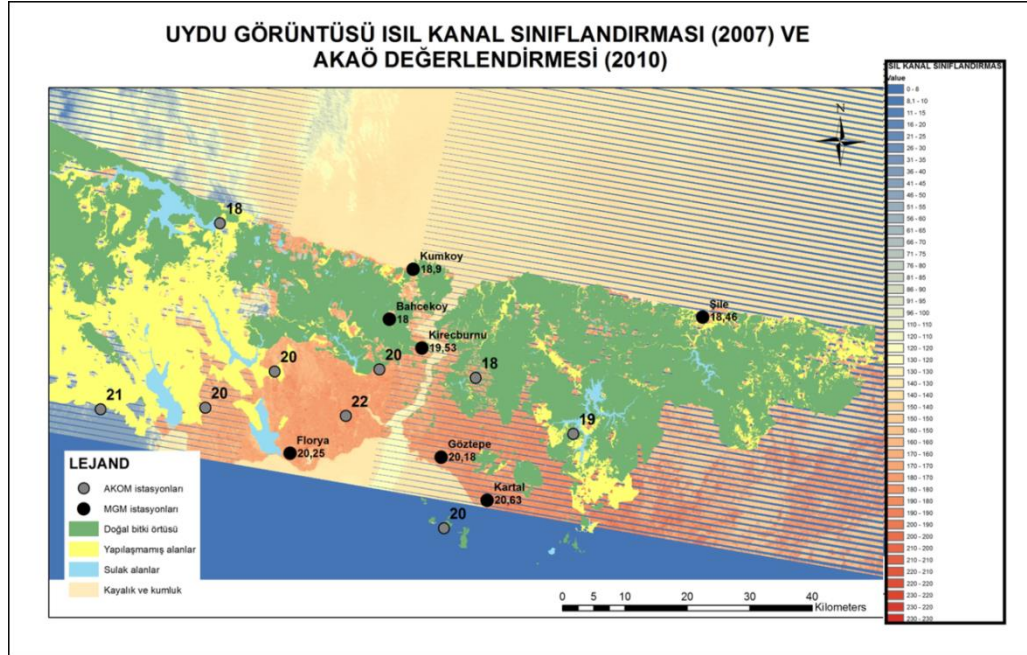 UYDU GÖRÜNTÜSÜ ISIL KANAL SINIFLANDIRMASI (2007) VE
AKAÖ DEĞERLENDİRMESİ (2010)
ISIL KANAL SINIFLANDIRMAS
Value
0 - 8
8,1 - 10
11 - 15
16 - 20
21 - 25
26 - 30
31 - 35
36 - 40
41 - 45
46 - 50
51 - 55
56 - 60
61 - 65
66 - 70
71 - 75
76 - 80
81 - 85
86 - 90
91 - 95
96 - 100
110 - 110
110 - 120
120 - 120
120 - 130
130 - 130
130 - 140
140 - 140
140 - 150
150 - 150
150 - 160
160 - 160
160 - 170
170 - 170
170 - 180
180 - 180
180 - 190
190 - 190
200 - 190
200 - 200
210 - 200
210 - 210
220 - 210
220 - 220
230 - 220
230 - 230
N
18
Kumkoy
18,9
Bahcekoy
18
Şile
18,46
Kirecburnu
19,53
20
20
18
21
20
22
19
Florya
20,25
Göztepe
20,18
Kartal
20,63
20
LEJAND
AKOM istasyonları
MGM istasyonları
Doğal bitki örtüsü
Yapılaşmamış alanlar
Sulak alanlar
Kayalık ve kumluk
0 5 10 20 30 40
Kilometers